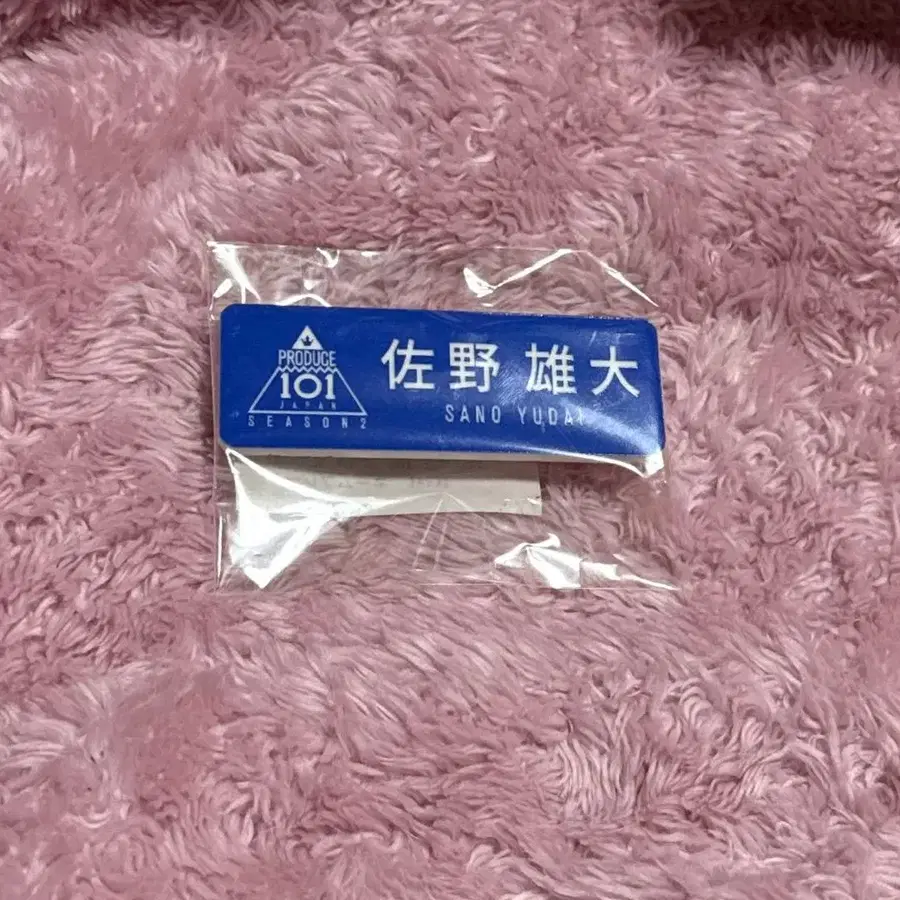 PRODUCE
101
JAPAN
SEASON2
佐野 雄大
SANO YUDAI